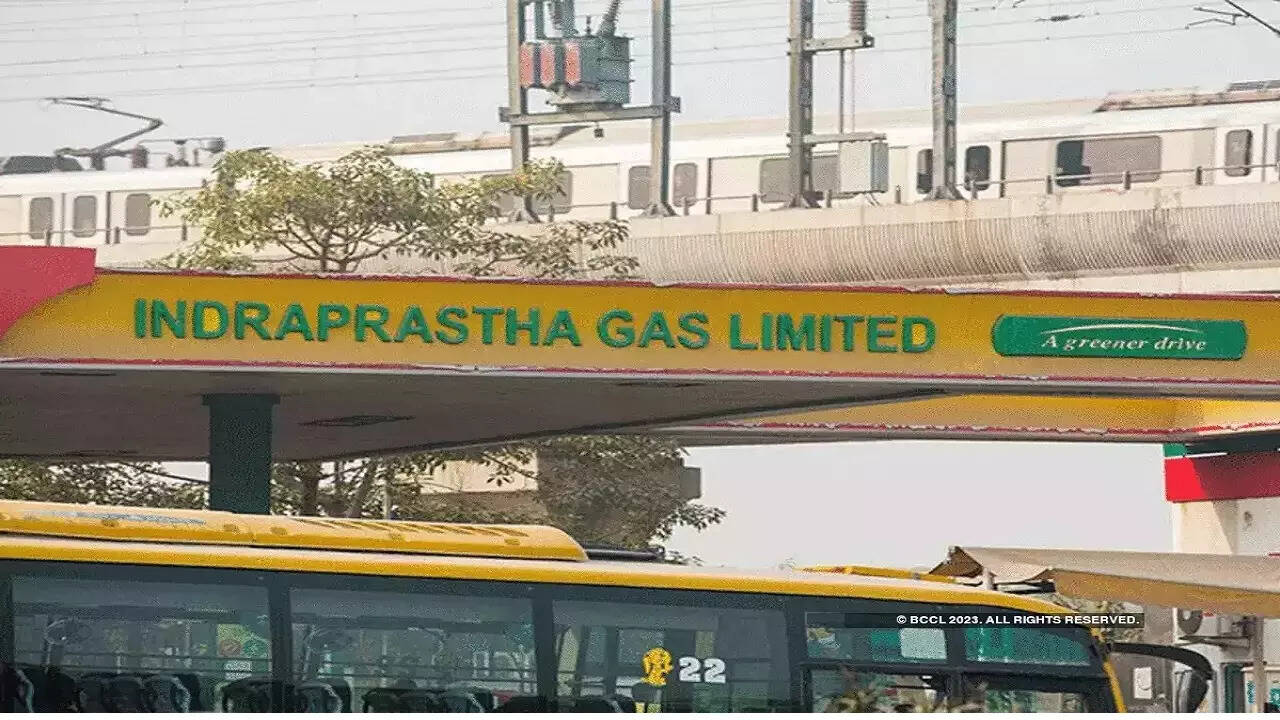 INDRAPRASTHA GAS LIMITED
A greener drive
© BCCL 2023. ALL RIGHTS RESERVED.
22